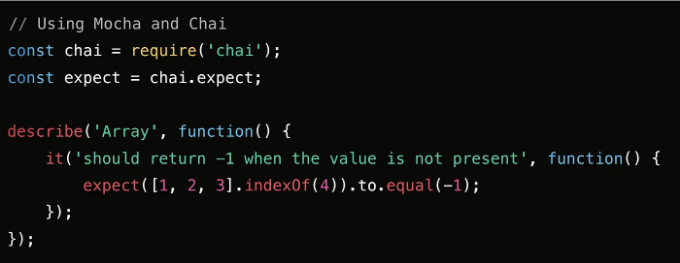 // Using Mocha and Chai
const chai = require('chai');
const expect = chai.expect;

describe('Array', function() {
    it('should return -1 when the value is not present', function() {
        expect([1, 2, 3].indexOf(4)).to.equal(-1);
    });
});